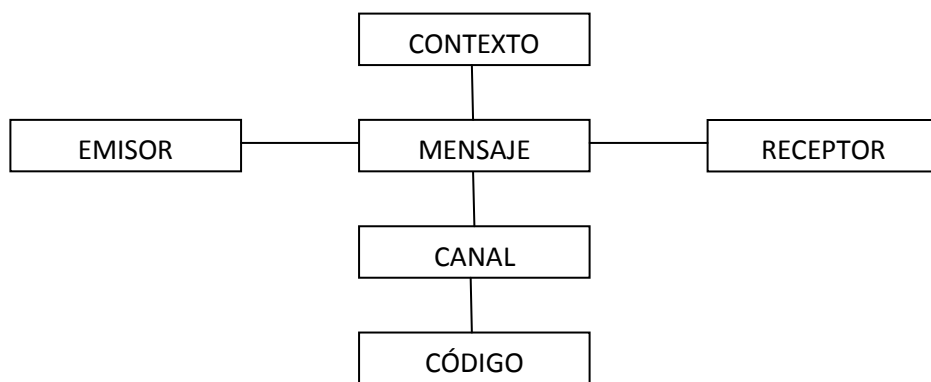 CONTEXTO
EMISOR
MENSAJE
RECEPTOR
CANAL
CÓDIGO